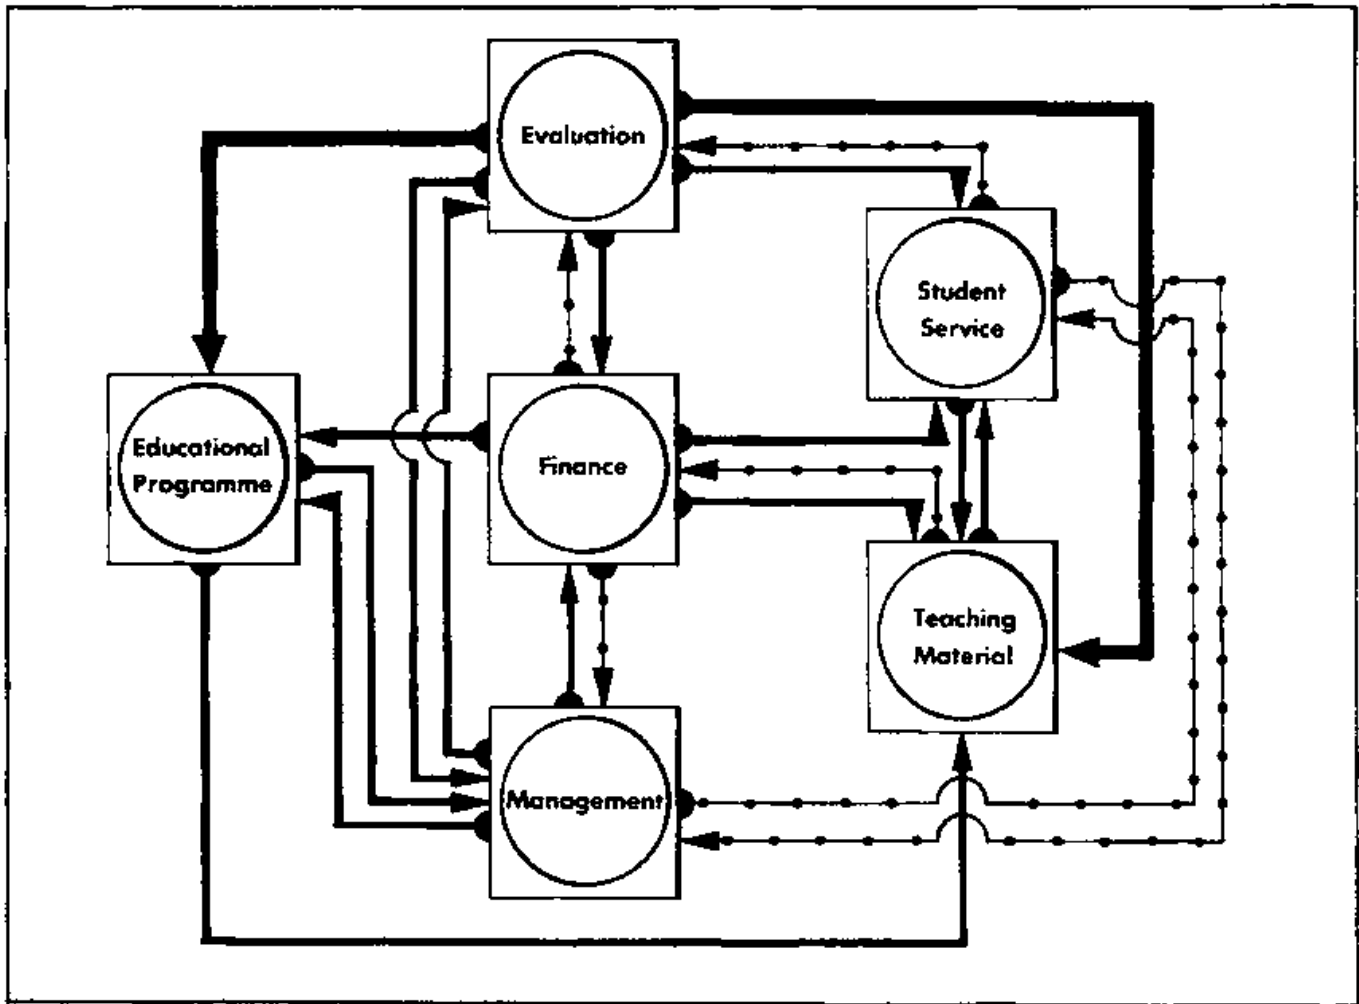 Evaluation
Student
Service
Educational
Programme
Finance
Teaching
Material
Management